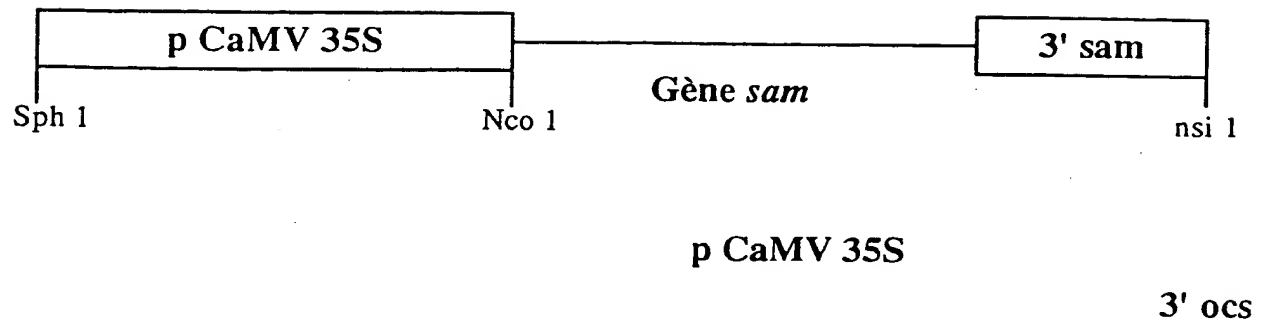 p CaMV 35S
3' sam
Gène sam
Sph 1
Nco 1
nsi 1
p CaMV 35S
3' ocs